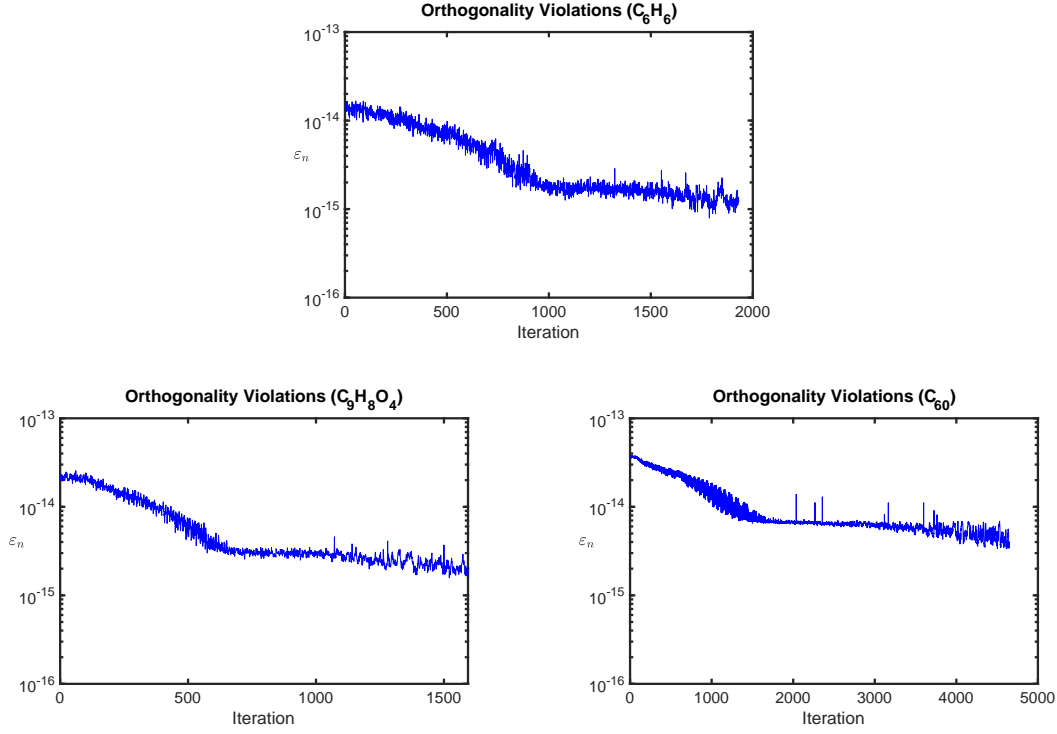 Orthogonality Violations (C6H6)
10^-13
10^-14
εn
10^-15
10^-16
0 500 1000 1500 2000
Iteration
Orthogonality Violations (C9H8O4)
10^-13
10^-14
εn
10^-15
10^-16
0 500 1000 1500
Iteration
Orthogonality Violations (C60)
10^-13
10^-14
εn
10^-15
10^-16
0 1000 2000 3000 4000 5000
Iteration